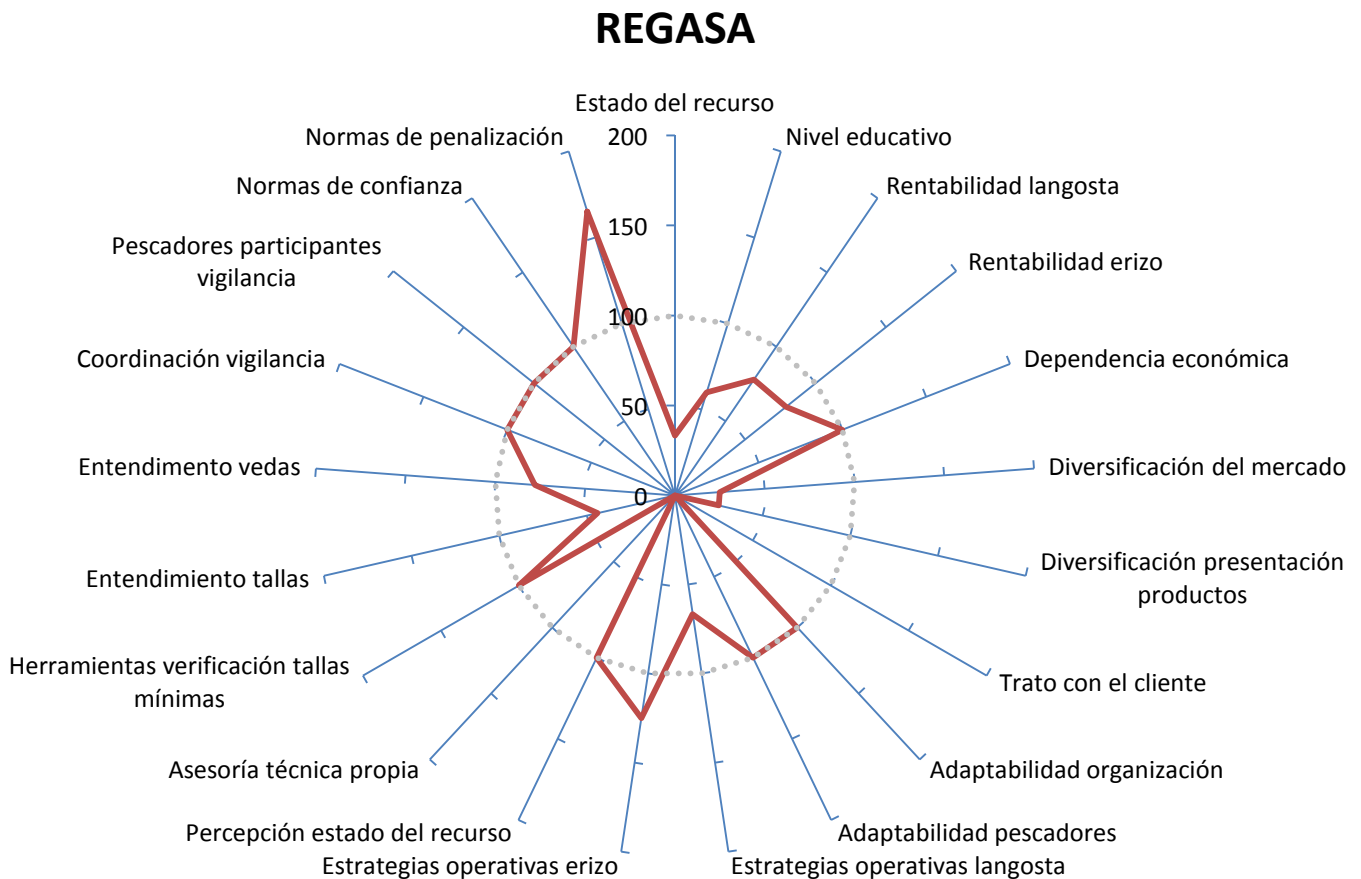 REGASA
Estado del recurso
Nivel educativo
Rentabilidad langosta
Rentabilidad erizo
Dependencia económica
Diversificación del mercado
Diversificación presentación
productos
Trato con el cliente
Adaptabilidad organización
Adaptabilidad pescadores
Estrategias operativas langosta
Estrategias operativas erizo
Percepción estado del recurso
Asesoría técnica propia
Herramientas verificación tallas
mínimas
Entendimiento tallas
Entendimento vedas
Coordinación vigilancia
Pescadores participantes
vigilancia
Normas de confianza
Normas de penalización
200
150
100
50
0